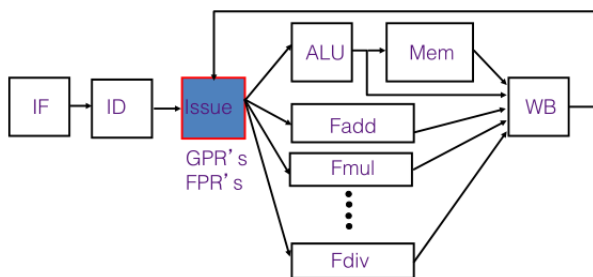 IF
ID
Issue
GPR's
FPR's
ALU
Mem
Fadd
Fmul
Fdiv
WB